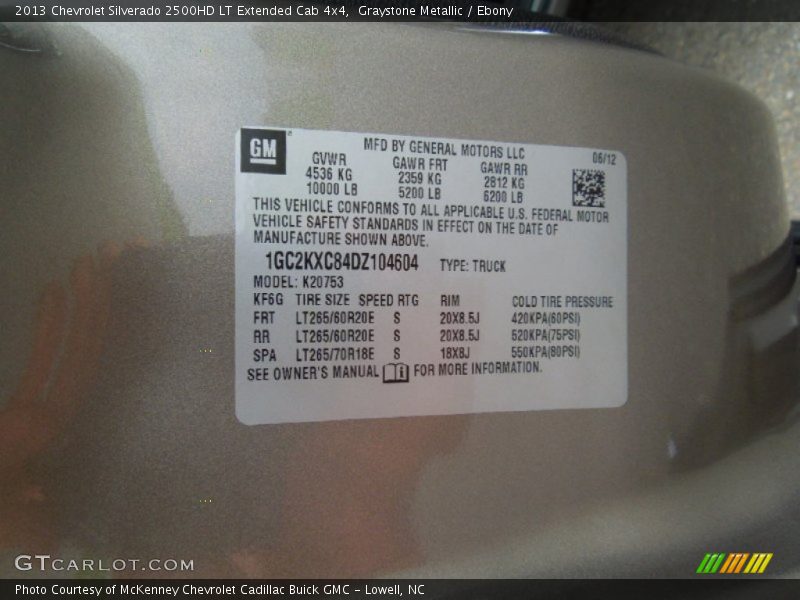 2013 Chevrolet Silverado 2500HD LT Extended Cab 4x4, Graystone Metallic / Ebony
GM
MFD BY GENERAL MOTORS LLC
06/12
GVWR GAWR FRT GAWR RR
4536 KG 2359 KG 2812 KG
10000 LB 5200 LB 6200 LB
THIS VEHICLE CONFORMS TO ALL APPLICABLE U.S. FEDERAL MOTOR
VEHICLE SAFETY STANDARDS IN EFFECT ON THE DATE OF
MANUFACTURE SHOWN ABOVE.
1GC2KXC84DZ104604 TYPE: TRUCK
MODEL: K20753
KF6G TIRE SIZE SPEED RTG RIM COLD TIRE PRESSURE
FRT LT265/60R20E S 20X8.5J 420KPA(60PSI)
RR LT265/60R20E S 20X8.5J 520KPA(75PSI)
SPA LT265/70R18E S 18X8J 550KPA(80PSI)
SEE OWNER'S MANUAL FOR MORE INFORMATION.
GTCARLOT.COM
Photo Courtesy of McKenney Chevrolet Cadillac Buick GMC - Lowell, NC